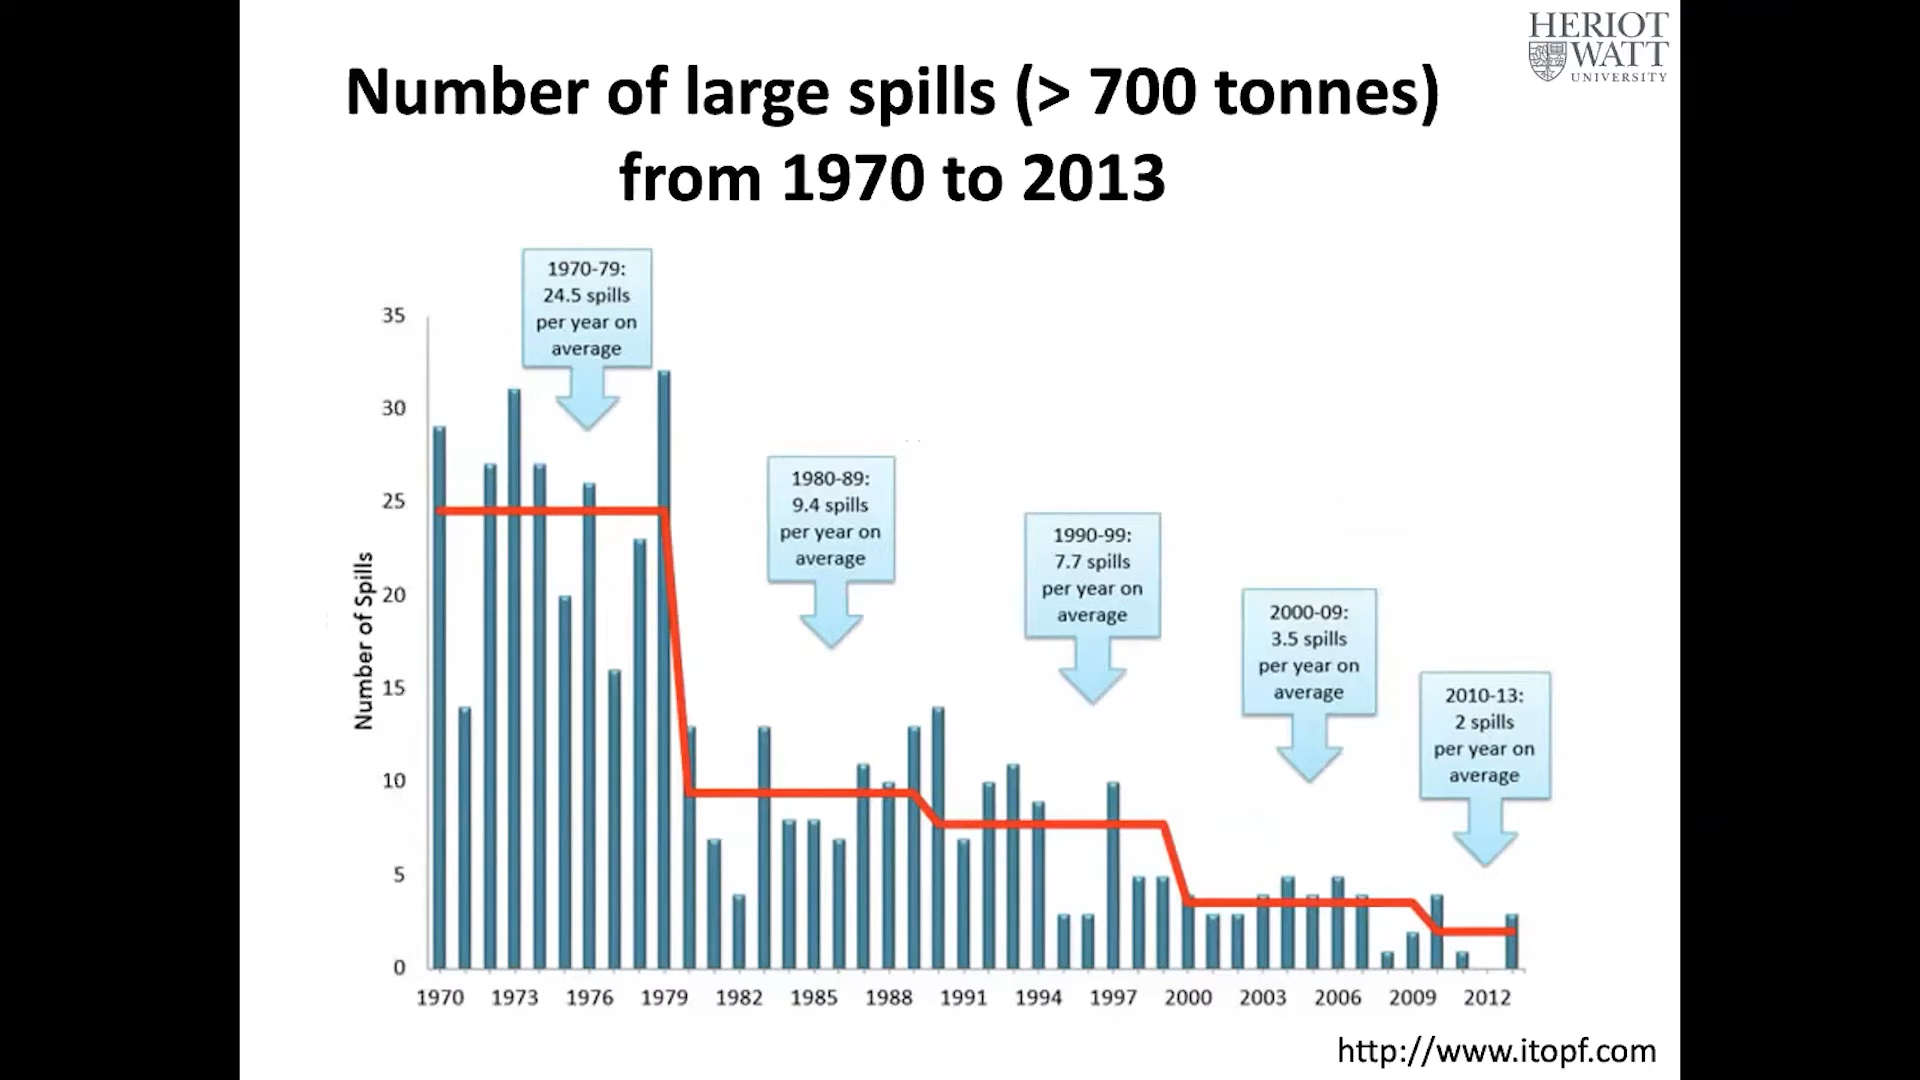 HERIOT
WATT
UNIVERSITY
Number of large spills (> 700 tonnes)
from 1970 to 2013
1970-79:
24.5 spills
per year on
average
1980-89:
9.4 spills
per year on
average
1990-99:
7.7 spills
per year on
average
2000-09:
3.5 spills
per year on
average
2010-13:
2 spills
per year on
average
Number of Spills
35
30
25
20
15
10
5
0
1970 1973 1976 1979 1982 1985 1988 1991 1994 1997 2000 2003 2006 2009 2012
http://www.itopf.com